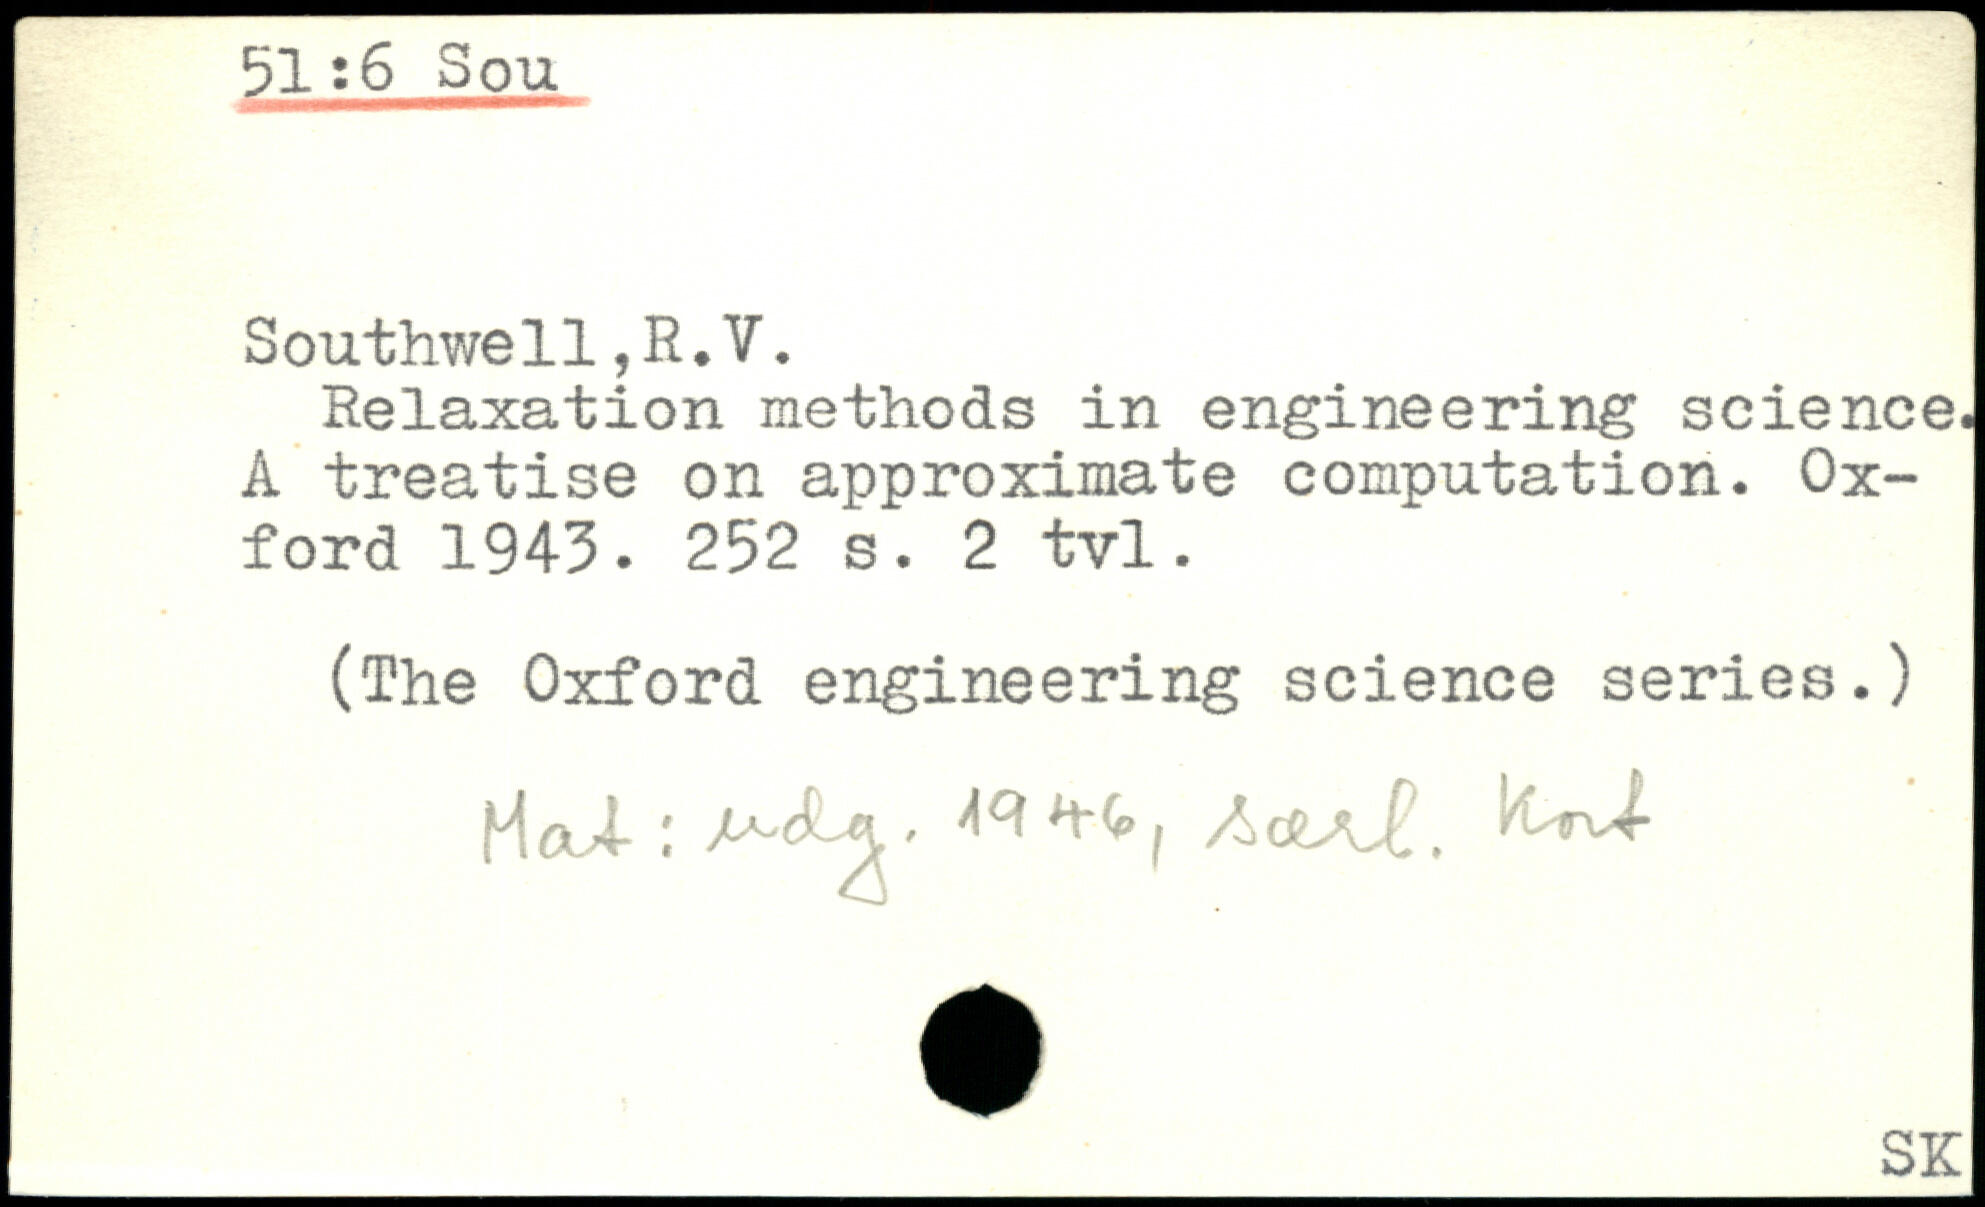 51:6 Sou
Southwell,R.V.
Relaxation methods in engineering science.
A treatise on approximate computation. Ox-
ford 1943. 252 s. 2 tvl.
(The Oxford engineering science series.)
Mat: udg. 1946, særl. Kort
SK